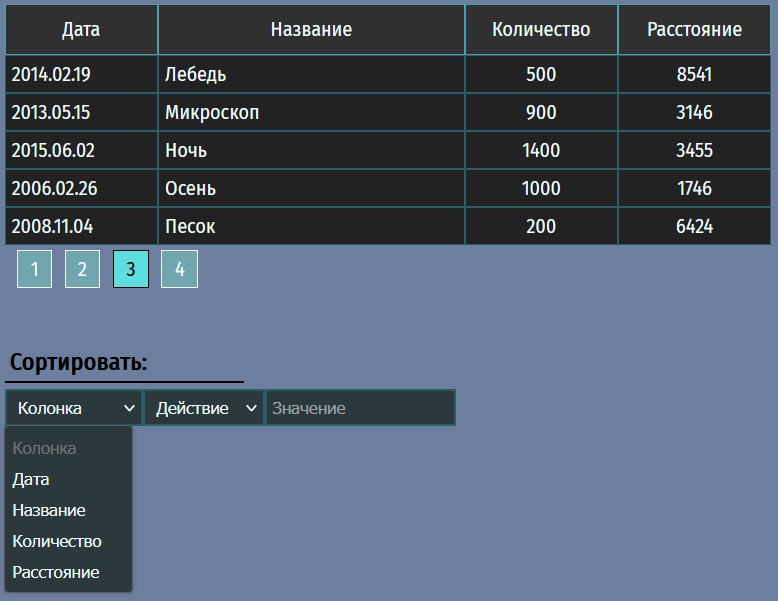 Дата Название Количество Расстояние
2014.02.19 Лебедь 500 8541
2013.05.15 Микроскоп 900 3146
2015.06.02 Ночь 1400 3455
2006.02.26 Осень 1000 1746
2008.11.04 Песок 200 6424
1 2 3 4
Сортировать:
Колонка Действие Значение
Колонка
Дата
Название
Количество
Расстояние